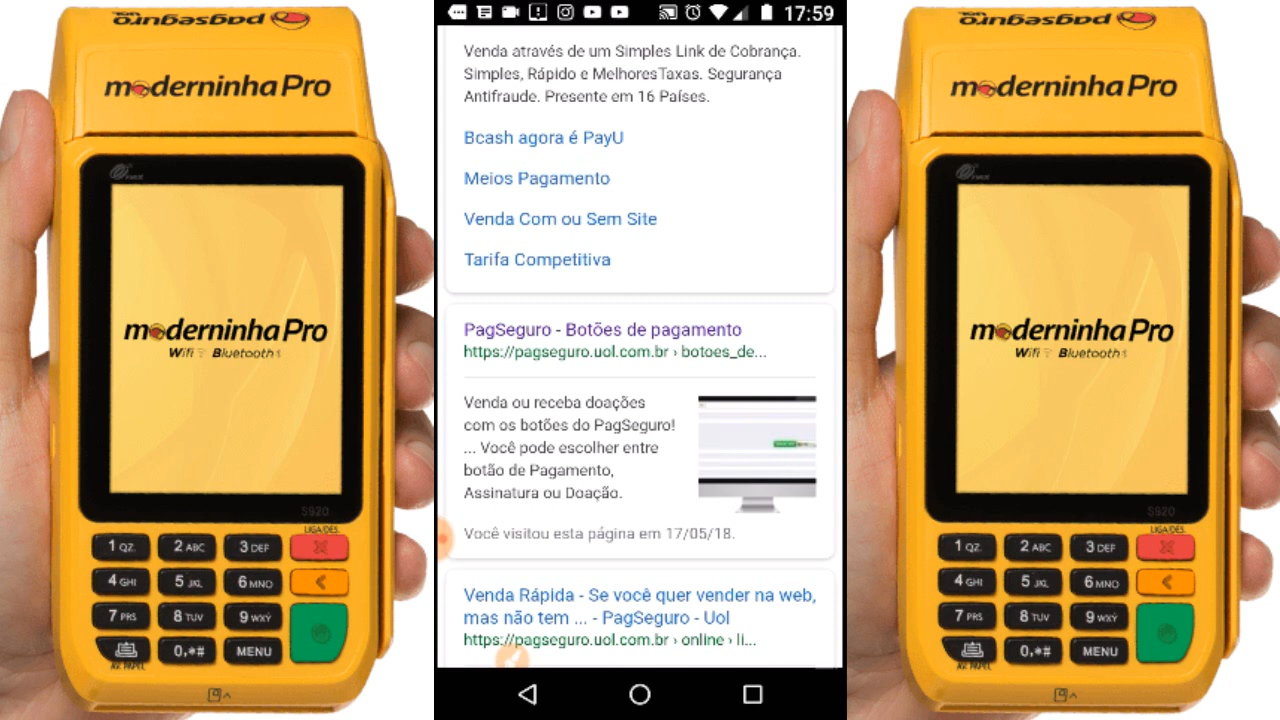 pagseguro
UOL
moderninha Pro
moderninha Pro
Wifi Bluetooth
S920
LIGA/DES.
1 QZ.
2 ABC
3 DEF
4 GHI
5 JKL
6 MNO
7 PRS
8 TUV
9 WXY
0,*#
MENU
AV. PAPEL
17:59
Venda através de um Simples Link de Cobrança.
Simples, Rápido e MelhoresTaxas. Segurança
Antifraude. Presente em 16 Países.
Bcash agora é PayU
Meios Pagamento
Venda Com ou Sem Site
Tarifa Competitiva
PagSeguro - Botões de pagamento
https://pagseguro.uol.com.br › botoes_de...
Venda ou receba doações
com os botões do PagSeguro!
... Você pode escolher entre
botão de Pagamento,
Assinatura ou Doação.
Você visitou esta página em 17/05/18.
Venda Rápida - Se você quer vender na web,
mas não tem ... - PagSeguro - Uol
https://pagseguro.uol.com.br › online › li...
pagseguro
UOL
moderninha Pro
moderninha Pro
Wifi Bluetooth
S920
LIGA/DES.
1 QZ.
2 ABC
3 DEF
4 GHI
5 JKL
6 MNO
7 PRS
8 TUV
9 WXY
0,*#
MENU
AV. PAPEL